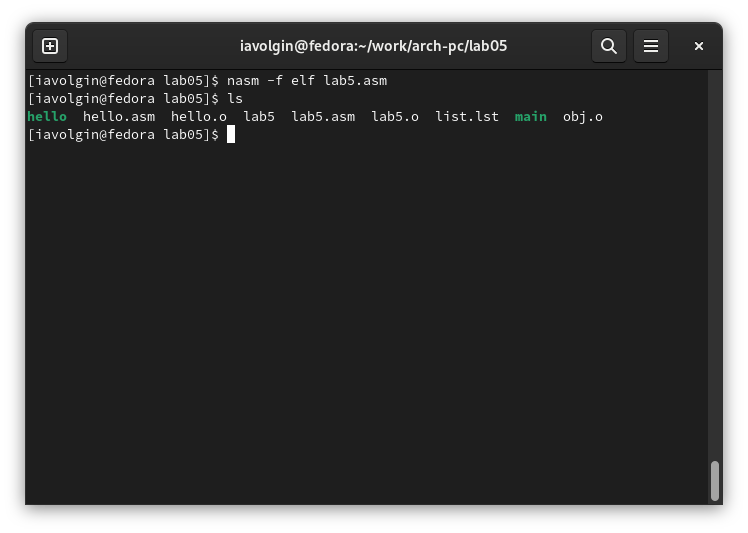 iavolgin@fedora:~/work/arch-pc/lab05
[iavolgin@fedora lab05]$ nasm -f elf lab5.asm
[iavolgin@fedora lab05]$ ls
hello  hello.asm  hello.o  lab5  lab5.asm  lab5.o  list.lst  main  obj.o
[iavolgin@fedora lab05]$